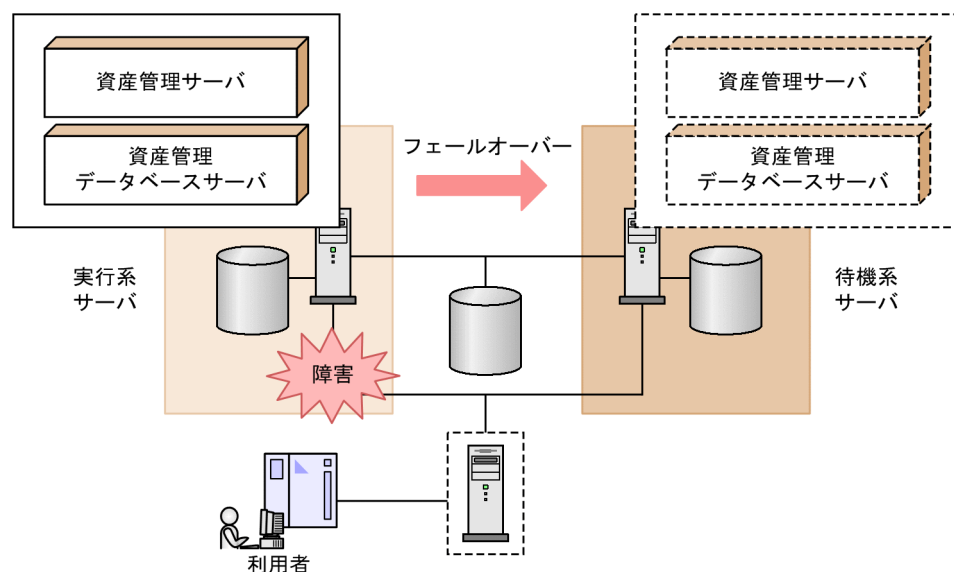 資産管理サーバ
資産管理
データベースサーバ
フェールオーバー
資産管理サーバ
資産管理
データベースサーバ
実行系
サーバ
待機系
サーバ
障害
利用者